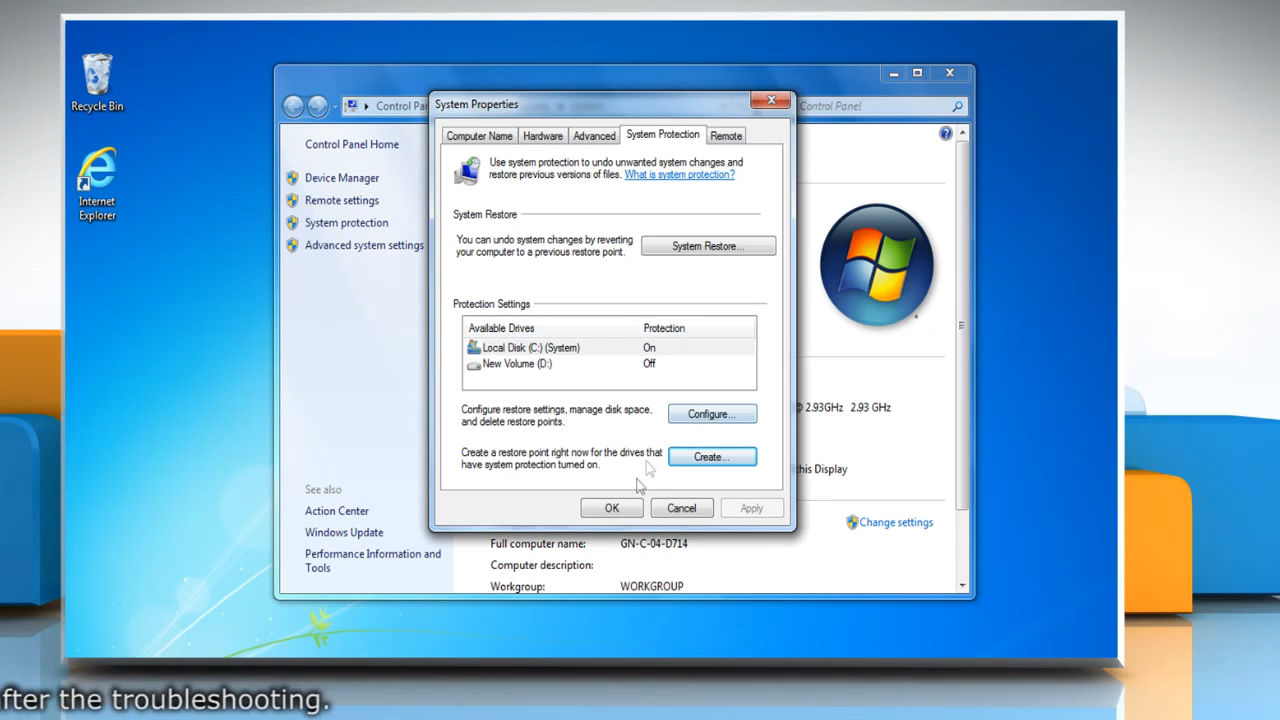 Recycle Bin
Internet
Explorer
Control Pan
Control Panel
Control Panel Home
Device Manager
Remote settings
System protection
Advanced system settings
See also
Action Center
Windows Update
Performance Information and
Tools
System Properties
Computer Name
Hardware
Advanced
System Protection
Remote
Use system protection to undo unwanted system changes and
restore previous versions of files. What is system protection?
System Restore
You can undo system changes by reverting
your computer to a previous restore point.
System Restore...
Protection Settings
Available Drives Protection
Local Disk (C:) (System) On
New Volume (D:) Off
Configure restore settings, manage disk space,
and delete restore points.
Configure...
Create a restore point right now for the drives that
have system protection turned on.
Create...
OK
Cancel
Apply
@ 2.93GHz 2.93 GHz
this Display
Change settings
Full computer name: GN-C-04-D714
Computer description:
Workgroup: WORKGROUP
after the troubleshooting.